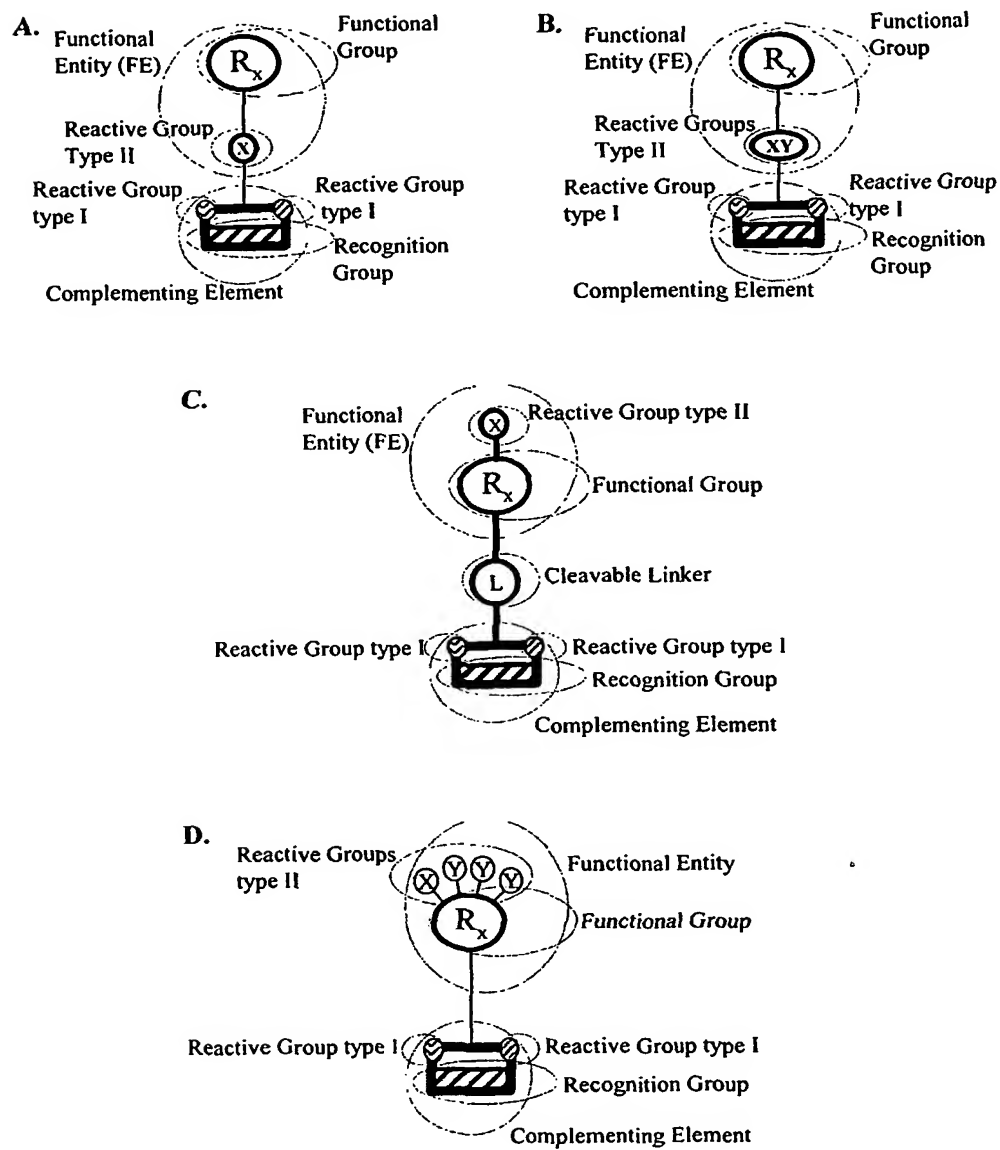 A.
Functional
Entity (FE)
Functional
Group
Rx
Reactive Group
Type II
X
Reactive Group
type I
Reactive Group
type I
Recognition
Group
Complementing Element
B.
Functional
Entity (FE)
Functional
Group
Rx
Reactive Groups
Type II
XY
Reactive Group
type I
Reactive Group
type I
Recognition
Group
Complementing Element
C.
Functional
Entity (FE)
X
Reactive Group type II
Rx
Functional Group
L
Cleavable Linker
Reactive Group type I
Reactive Group type I
Recognition Group
Complementing Element
D.
Reactive Groups
type II
X Y Y Y
Functional Entity
Rx
Functional Group
Reactive Group type I
Reactive Group type I
Recognition Group
Complementing Element